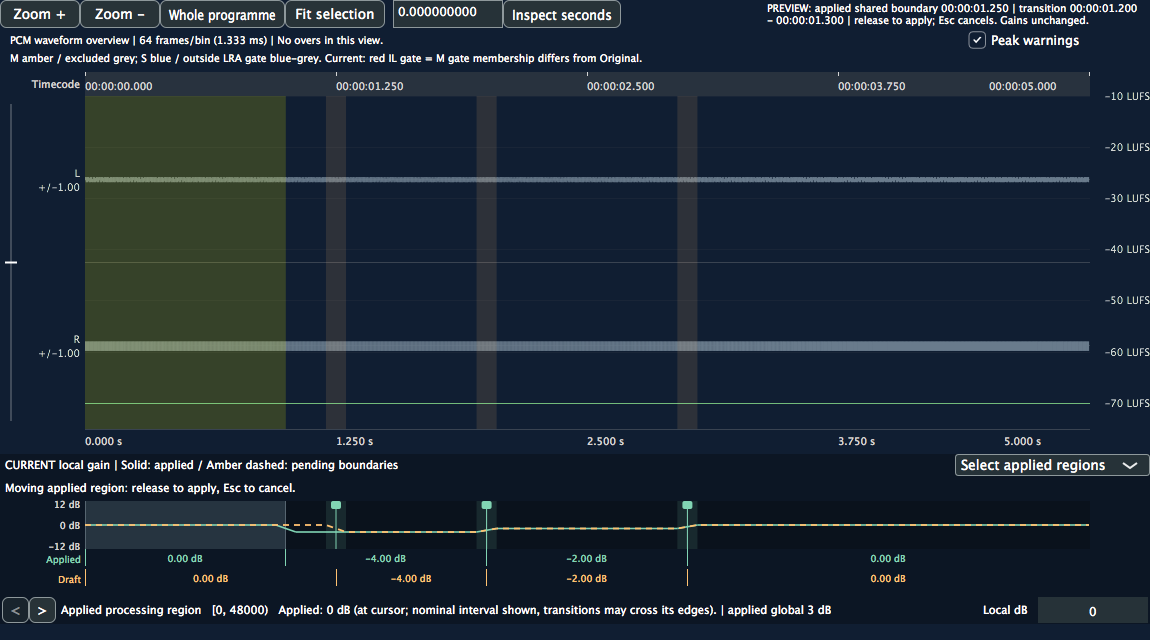 Zoom + Zoom – Whole programme Fit selection 0.000000000 Inspect seconds
PREVIEW: applied shared boundary 00:00:01.250 | transition 00:00:01.200
– 00:00:01.300 | release to apply; Esc cancels. Gains unchanged.
PCM waveform overview | 64 frames/bin (1.333 ms) | No overs in this view.
Peak warnings
M amber / excluded grey; S blue / outside LRA gate blue-grey. Current: red IL gate = M gate membership differs from Original.
Timecode 00:00:00.000 00:00:01.250 00:00:02.500 00:00:03.750 00:00:05.000
−10 LUFS
−20 LUFS
L
+/−1.00
−30 LUFS
−40 LUFS
−50 LUFS
R
+/−1.00
−60 LUFS
−70 LUFS
0.000 s 1.250 s 2.500 s 3.750 s 5.000 s
CURRENT local gain | Solid: applied / Amber dashed: pending boundaries
Select applied regions
Moving applied region: release to apply, Esc to cancel.
12 dB
0 dB
−12 dB
Applied 0.00 dB −4.00 dB −2.00 dB 0.00 dB
Draft 0.00 dB −4.00 dB −2.00 dB 0.00 dB
< > Applied processing region [0, 48000) Applied: 0 dB (at cursor; nominal interval shown, transitions may cross its edges). | applied global 3 dB Local dB 0